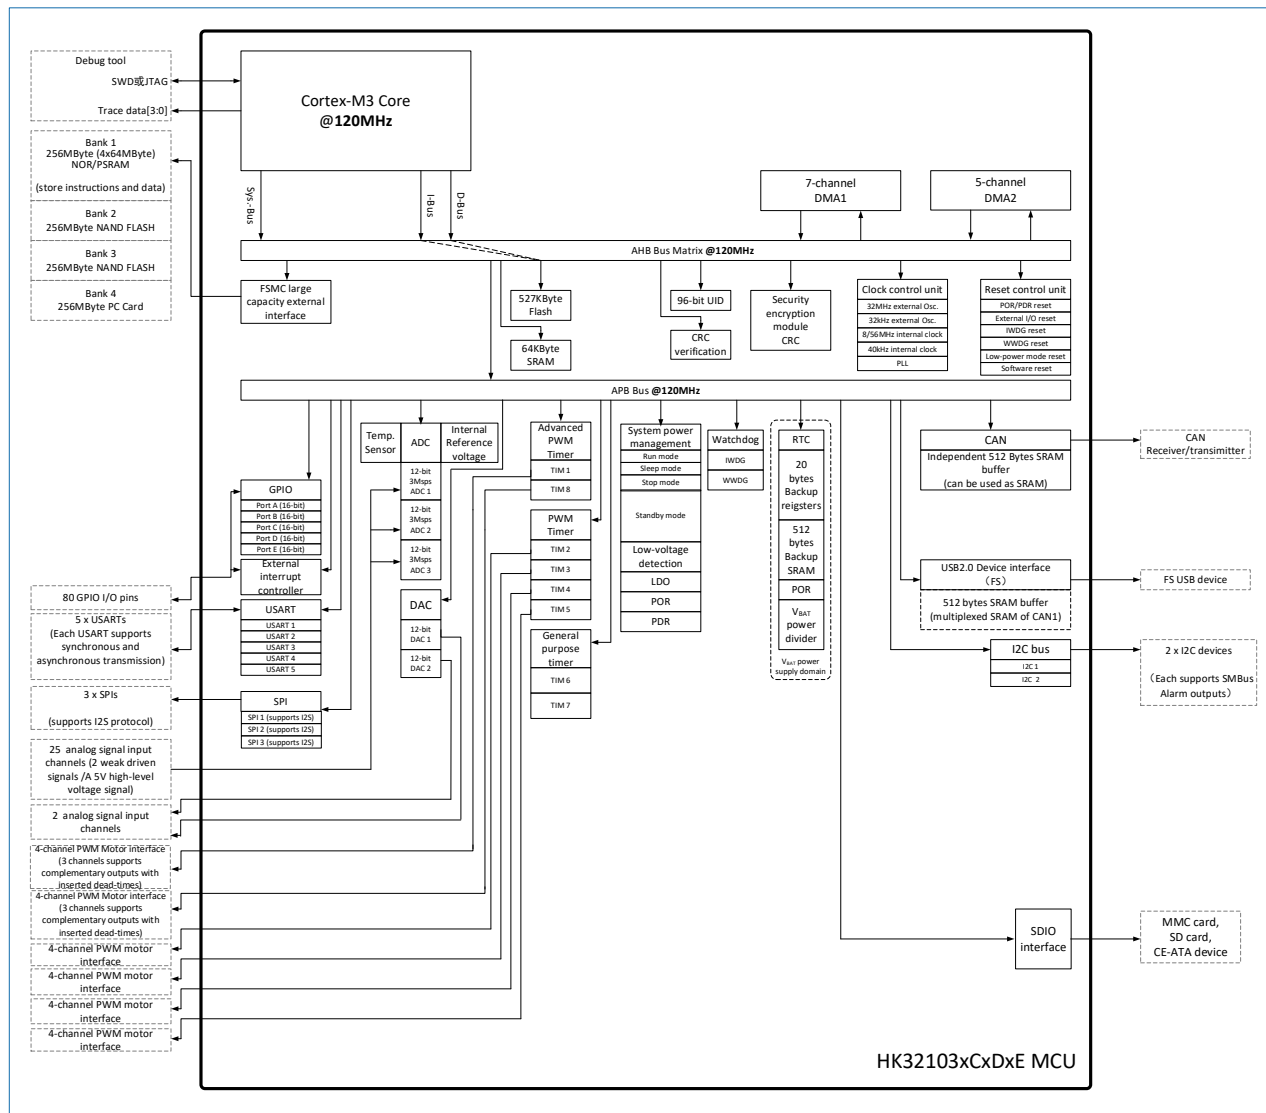 Debug tool
SWD或JTAG
Trace data[3:0]
Bank 1
256MByte (4x64MByte)
NOR/PSRAM
(store instructions and data)
Bank 2
256MByte NAND FLASH
Bank 3
256MByte NAND FLASH
Bank 4
256MByte PC Card
Cortex-M3 Core
@120MHz
Sys.-Bus
I-Bus
D-Bus
7-channel
DMA1
5-channel
DMA2
AHB Bus Matrix @120MHz
FSMC large
capacity external
interface
527KByte
Flash
64KByte
SRAM
96-bit UID
CRC
verification
Security
encryption
module
CRC
Clock control unit
32MHz external Osc.
32kHz external Osc.
8/56MHz internal clock
40kHz internal clock
PLL
Reset control unit
POR/PDR reset
External I/O reset
IWDG reset
WWDG reset
Low-power mode reset
Software reset
APB Bus @120MHz
GPIO
Port A (16-bit)
Port B (16-bit)
Port C (16-bit)
Port D (16-bit)
Port E (16-bit)
External
interrupt
controller
USART
USART 1
USART 2
USART 3
USART 4
USART 5
SPI
SPI 1 (supports I2S)
SPI 2 (supports I2S)
SPI 3 (supports I2S)
Temp.
Sensor
ADC
Internal
Reference
voltage
12-bit
3Msps
ADC 1
12-bit
3Msps
ADC 2
12-bit
3Msps
ADC 3
DAC
12-bit
DAC 1
12-bit
DAC 2
Advanced
PWM
Timer
TIM 1
TIM 8
PWM
Timer
TIM 2
TIM 3
TIM 4
TIM 5
General
purpose
timer
TIM 6
TIM 7
System power
management
Run mode
Sleep mode
Stop mode
Standby mode
Low-voltage
detection
LDO
POR
PDR
Watchdog
IWDG
WWDG
RTC
20
bytes
Backup
reigsters
512
bytes
Backup
SRAM
POR
VBAT
power
divider
VBAT power
supply domain
CAN
Independent 512 Bytes SRAM
buffer
(can be used as SRAM)
USB2.0 Device interface
（FS）
512 bytes SRAM buffer
(multiplexed SRAM of CAN1)
I2C bus
I2C 1
I2C 2
SDIO
interface
CAN
Receiver/transmitter
FS USB device
2 x I2C devices
（Each supports SMBus
Alarm outputs）
MMC card,
SD card,
CE-ATA device
80 GPIO I/O pins
5 x USARTs
(Each USART supports
synchronous and
asynchronous transmission)
3 x SPIs
(supports I2S protocol)
25 analog signal input
channels (2 weak driven
signals /A 5V high-level
voltage signal)
2 analog signal input
channels
4-channel PWM Motor interface
(3 channels supports
complementary outputs with
inserted dead-times)
4-channel PWM Motor interface
(3 channels supports
complementary outputs with
inserted dead-times)
4-channel PWM motor
interface
4-channel PWM motor
interface
4-channel PWM motor
interface
4-channel PWM motor
interface
HK32103xCxDxE MCU